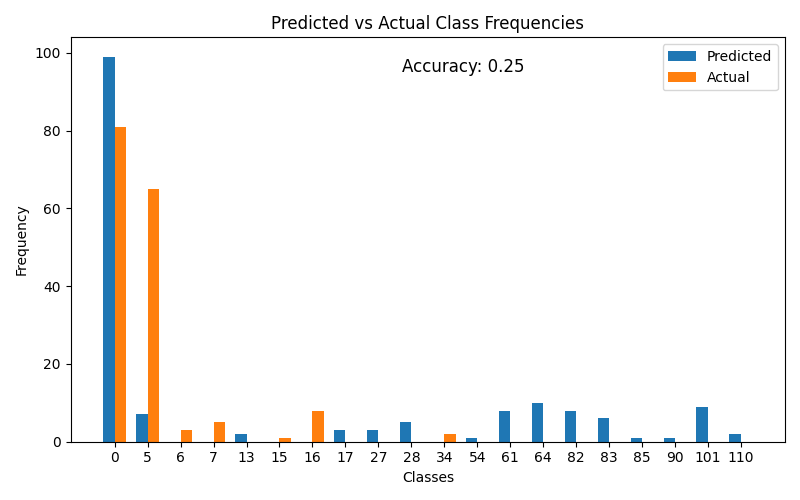 Predicted vs Actual Class Frequencies
Accuracy: 0.25
Predicted
Actual
Frequency
100
80
60
40
20
0
0 5 6 7 13 15 16 17 27 28 34 54 61 64 82 83 85 90 101 110
Classes